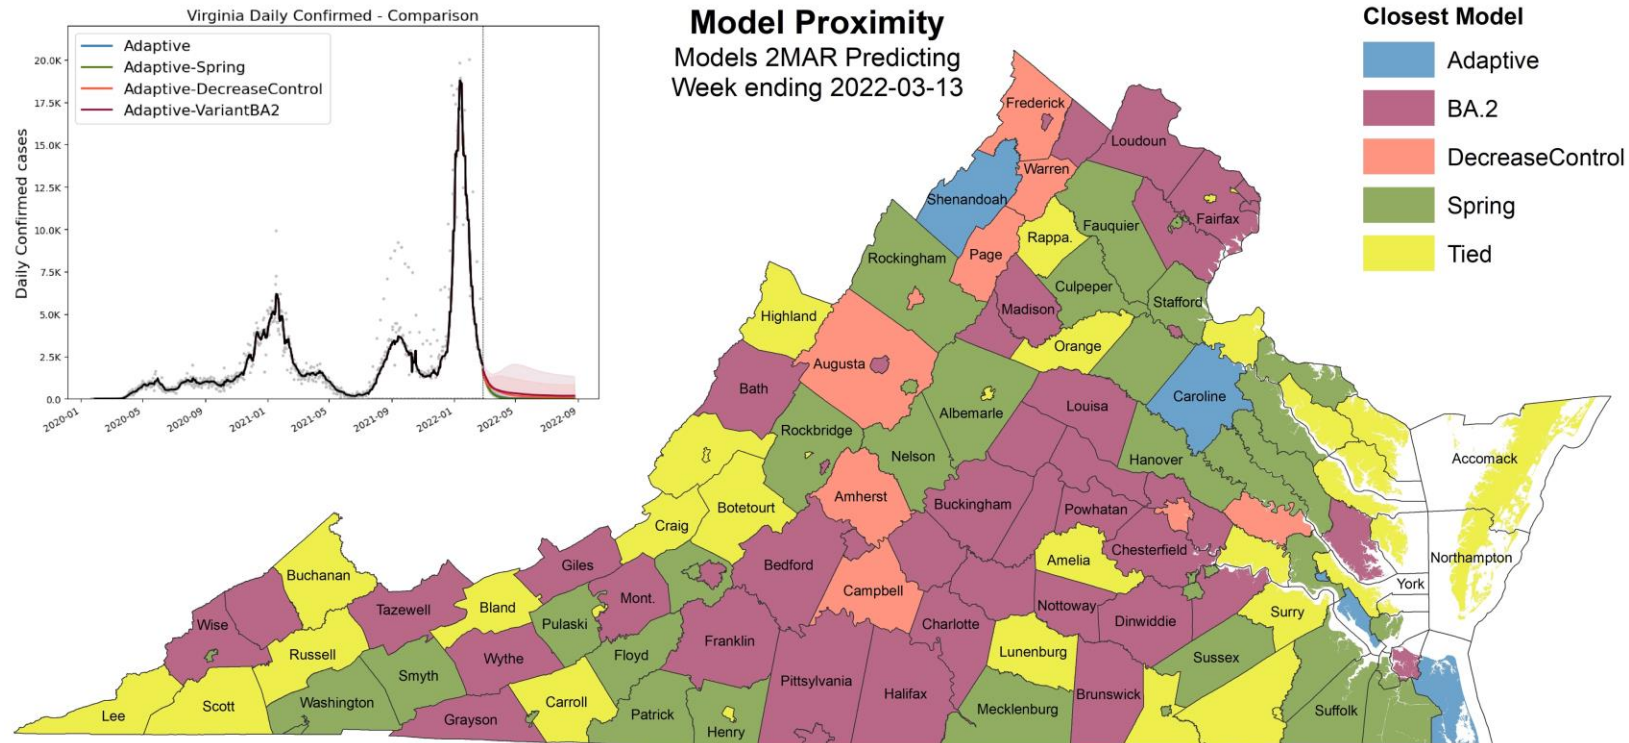 Virginia Daily Confirmed - Comparison
Adaptive
Adaptive-Spring
Adaptive-DecreaseControl
Adaptive-VariantBA2
Daily Confirmed cases
20.0K
17.5K
15.0K
12.5K
10.0K
7.5K
5.0K
2.5K
0.0
2020-01
2020-05
2020-09
2021-01
2021-05
2021-09
2022-01
2022-05
2022-09
Model Proximity
Models 2MAR Predicting
Week ending 2022-03-13
Closest Model
Adaptive
BA.2
DecreaseControl
Spring
Tied
Frederick
Loudoun
Warren
Shenandoah
Fairfax
Fauquier
Rappa.
Page
Rockingham
Culpeper
Stafford
Madison
Highland
Orange
Augusta
Bath
Caroline
Louisa
Albemarle
Rockbridge
Nelson
Hanover
Accomack
Amherst
Buckingham
Botetourt
Powhatan
Craig
Chesterfield
Amelia
Northampton
Bedford
Giles
Buchanan
York
Campbell
Mont.
Bland
Tazewell
Nottoway
Surry
Dinwiddie
Pulaski
Wise
Charlotte
Franklin
Lunenburg
Russell
Wythe
Floyd
Sussex
Smyth
Pittsylvania
Halifax
Brunswick
Washington
Carroll
Scott
Lee
Grayson
Patrick
Mecklenburg
Suffolk
Henry